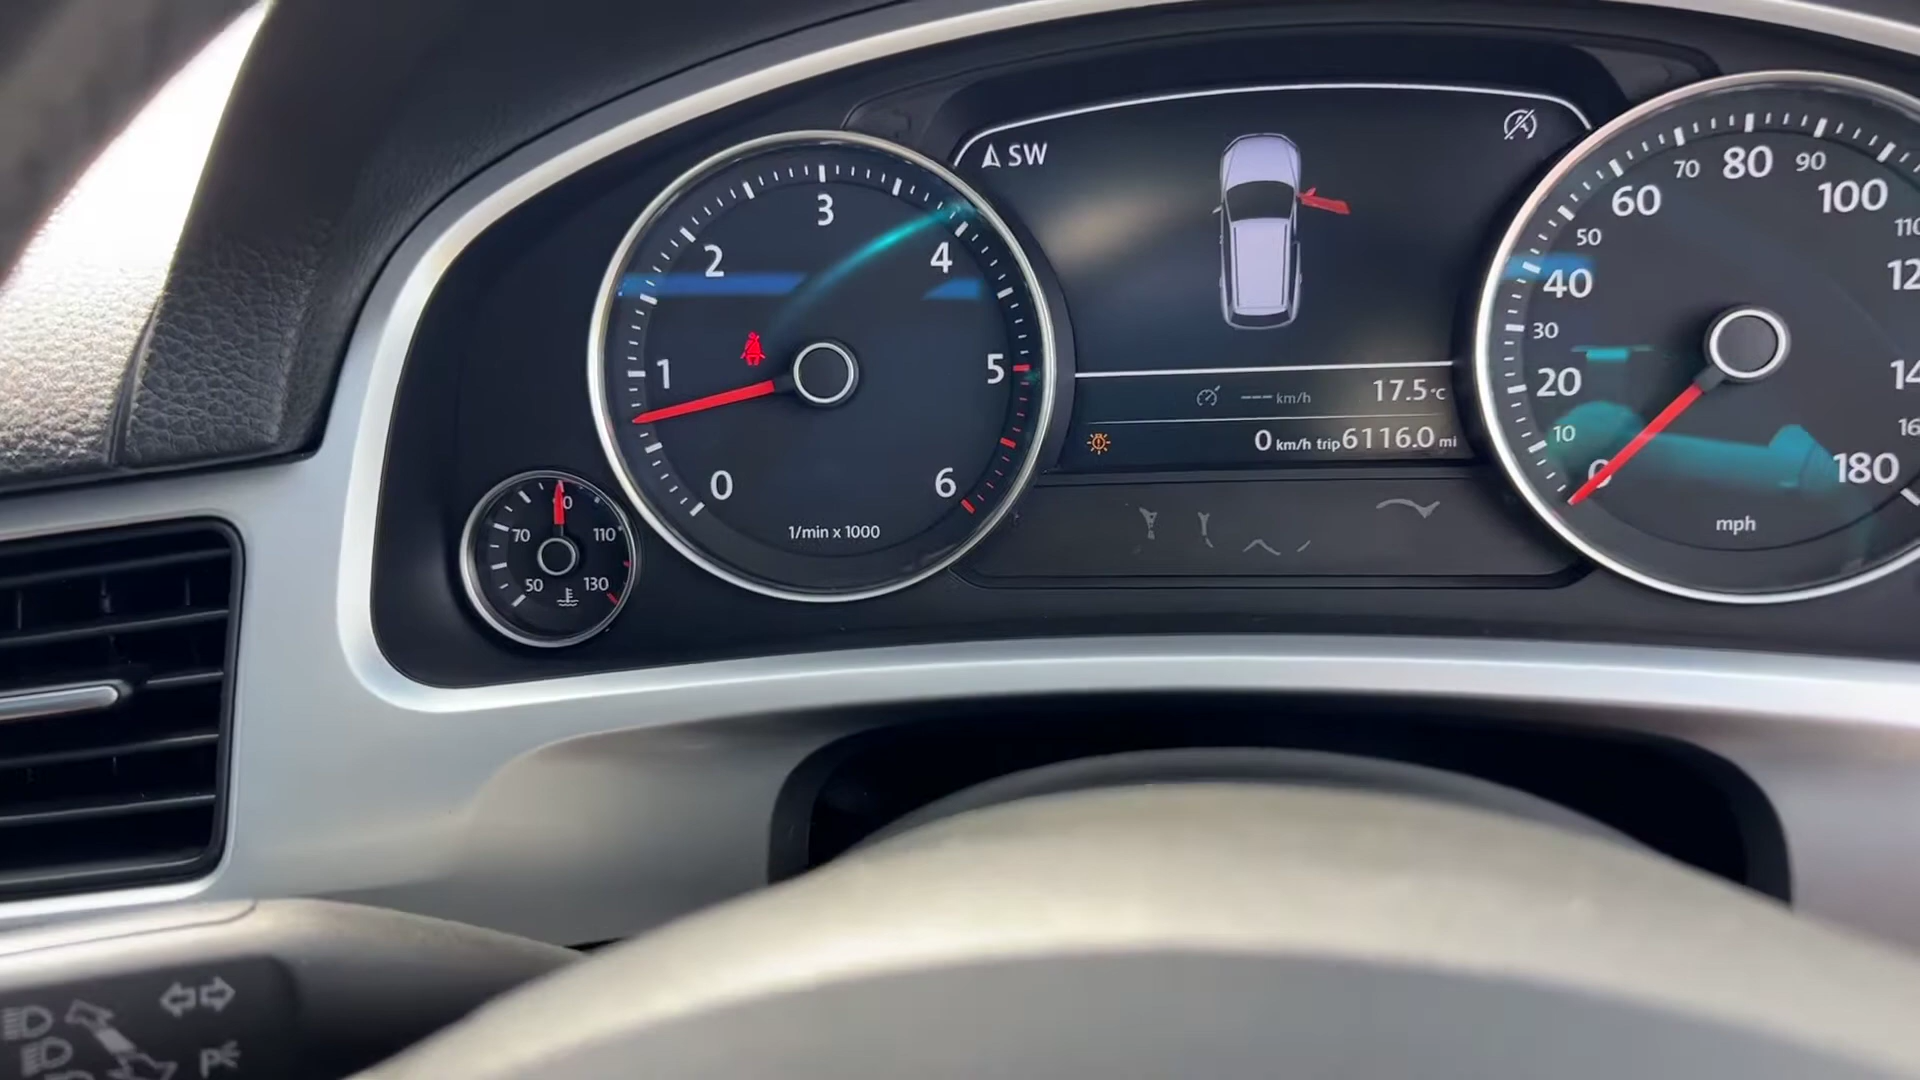 SW
0 1 2 3 4 5 6
1/min x 1000
50 70 90 110 130
--- km/h 17.5 °C
0 km/h trip 6116.0 mi
0 10 20 30 40 50 60 70 80 90 100 180
mph